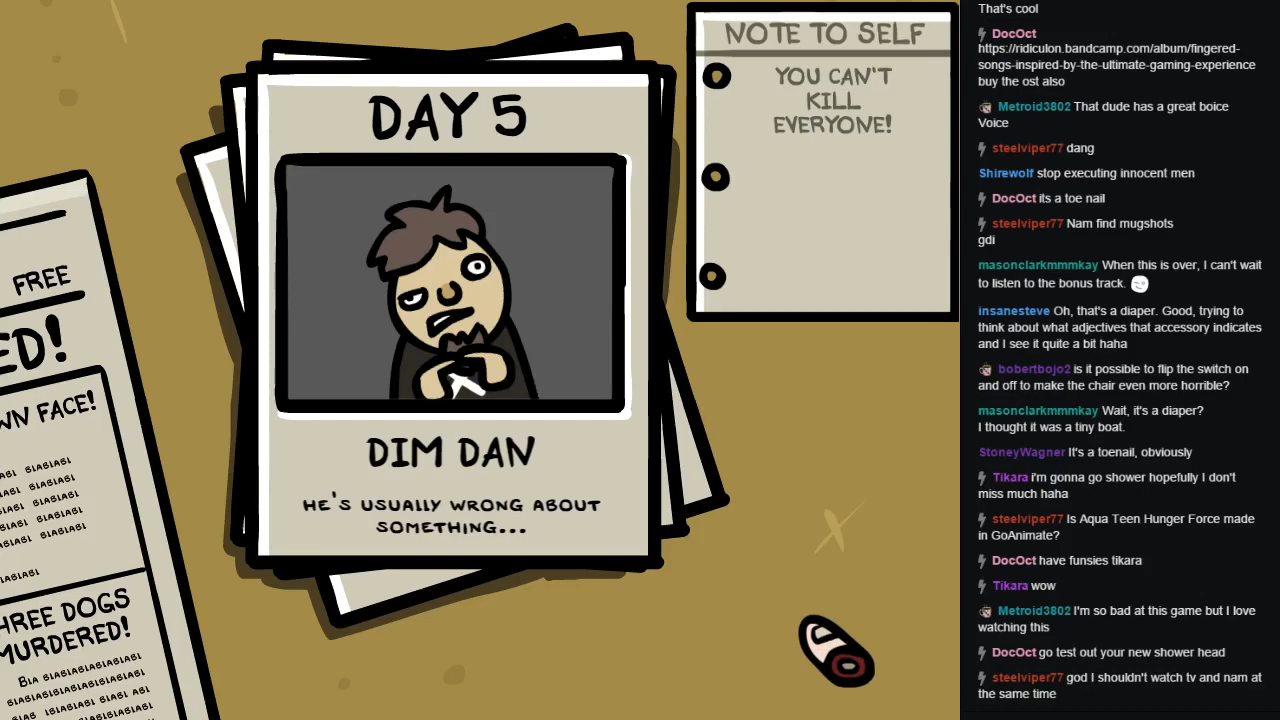 FREE
ED!
WN FACE!
HREE DOGS
MURDERED!
DAY 5
DIM DAN
HE'S USUALLY WRONG ABOUT
SOMETHING...
NOTE TO SELF
YOU CAN'T
KILL
EVERYONE!
That's cool
DocOct
https://ridiculon.bandcamp.com/album/fingered-
songs-inspired-by-the-ultimate-gaming-experience
buy the ost also
Metroid3802 That dude has a great boice
Voice
steelviper77 dang
Shirewolf stop executing innocent men
DocOct its a toe nail
steelviper77 Nam find mugshots
gdi
masonclarkmmmkay When this is over, I can't wait
to listen to the bonus track.
insanesteve Oh, that's a diaper. Good, trying to
think about what adjectives that accessory indicates
and I see it quite a bit haha
bobertbojo2 is it possible to flip the switch on
and off to make the chair even more horrible?
masonclarkmmmkay Wait, it's a diaper?
I thought it was a tiny boat.
StoneyWagner It's a toenail, obviously
Tikara i'm gonna go shower hopefully I don't
miss much haha
steelviper77 Is Aqua Teen Hunger Force made
in GoAnimate?
DocOct have funsies tikara
Tikara wow
Metroid3802 I'm so bad at this game but I love
watching this
DocOct go test out your new shower head
steelviper77 god I shouldn't watch tv and nam at
the same time